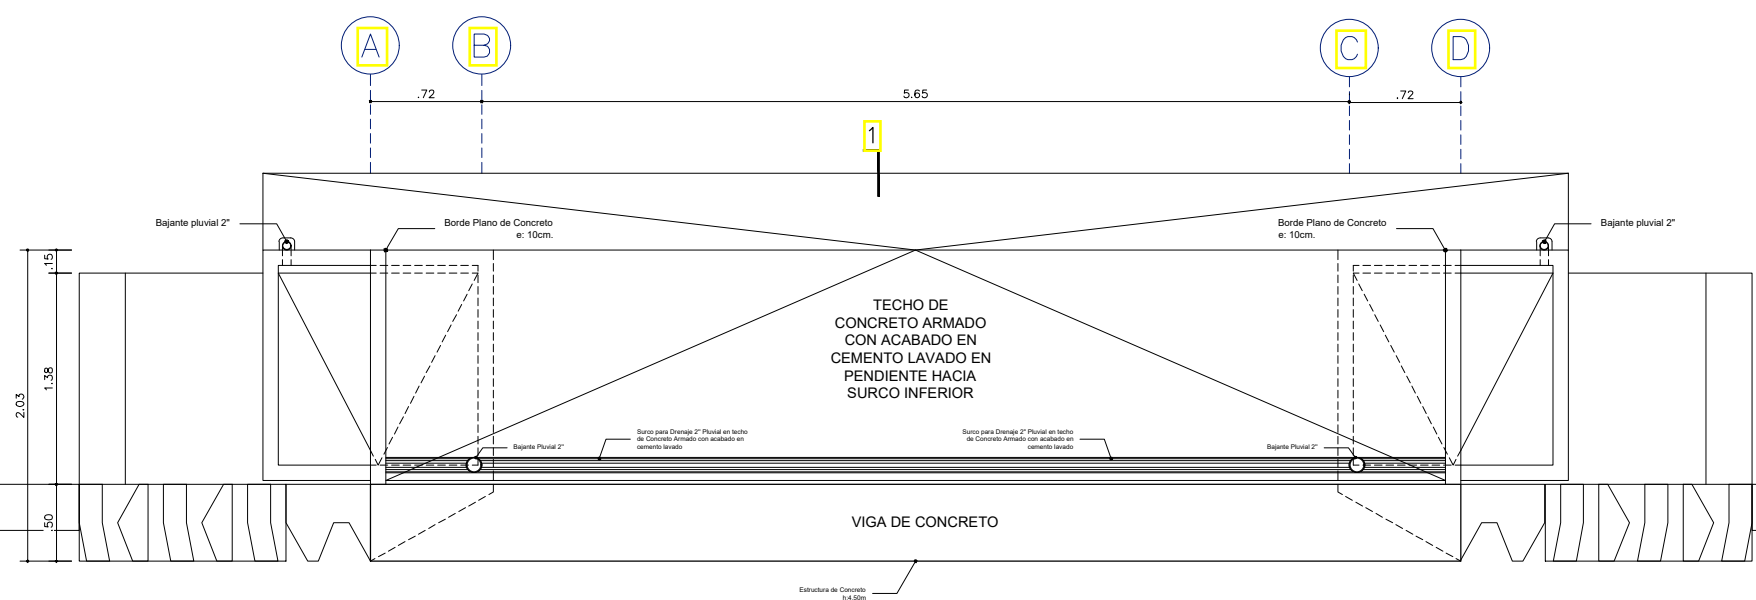 A
B
C
D
.72
5.65
.72
1
Bajante pluvial 2"
Borde Plano de Concreto
e: 10cm.
Borde Plano de Concreto
e: 10cm.
Bajante pluvial 2"
.15
1.38
2.03
.50
TECHO DE
CONCRETO ARMADO
CON ACABADO EN
CEMENTO LAVADO EN
PENDIENTE HACIA
SURCO INFERIOR
Surco para Drenaje 2" Pluvial en techo
de Concreto Armado con acabado en
cemento lavado
Surco para Drenaje 2" Pluvial en techo
de Concreto Armado con acabado en
cemento lavado
Bajante Pluvial 2"
Bajante Pluvial 2"
VIGA DE CONCRETO
Estructura de Concreto
h:4.50m